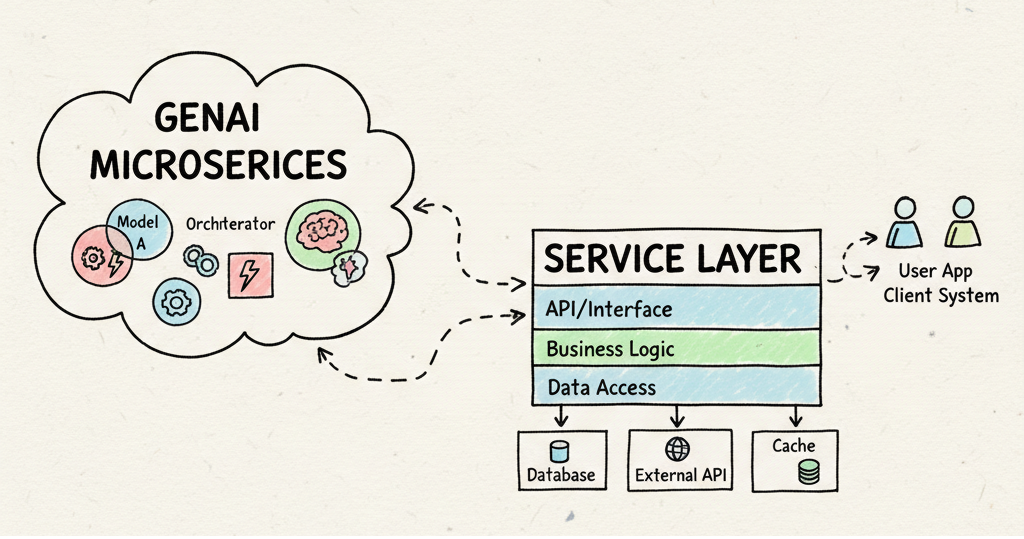 GENAI
MICROSERICES
Model
A
Orchiterator
SERVICE LAYER
API/Interface
Business Logic
Data Access
Database
External API
Cache
User App
Client System